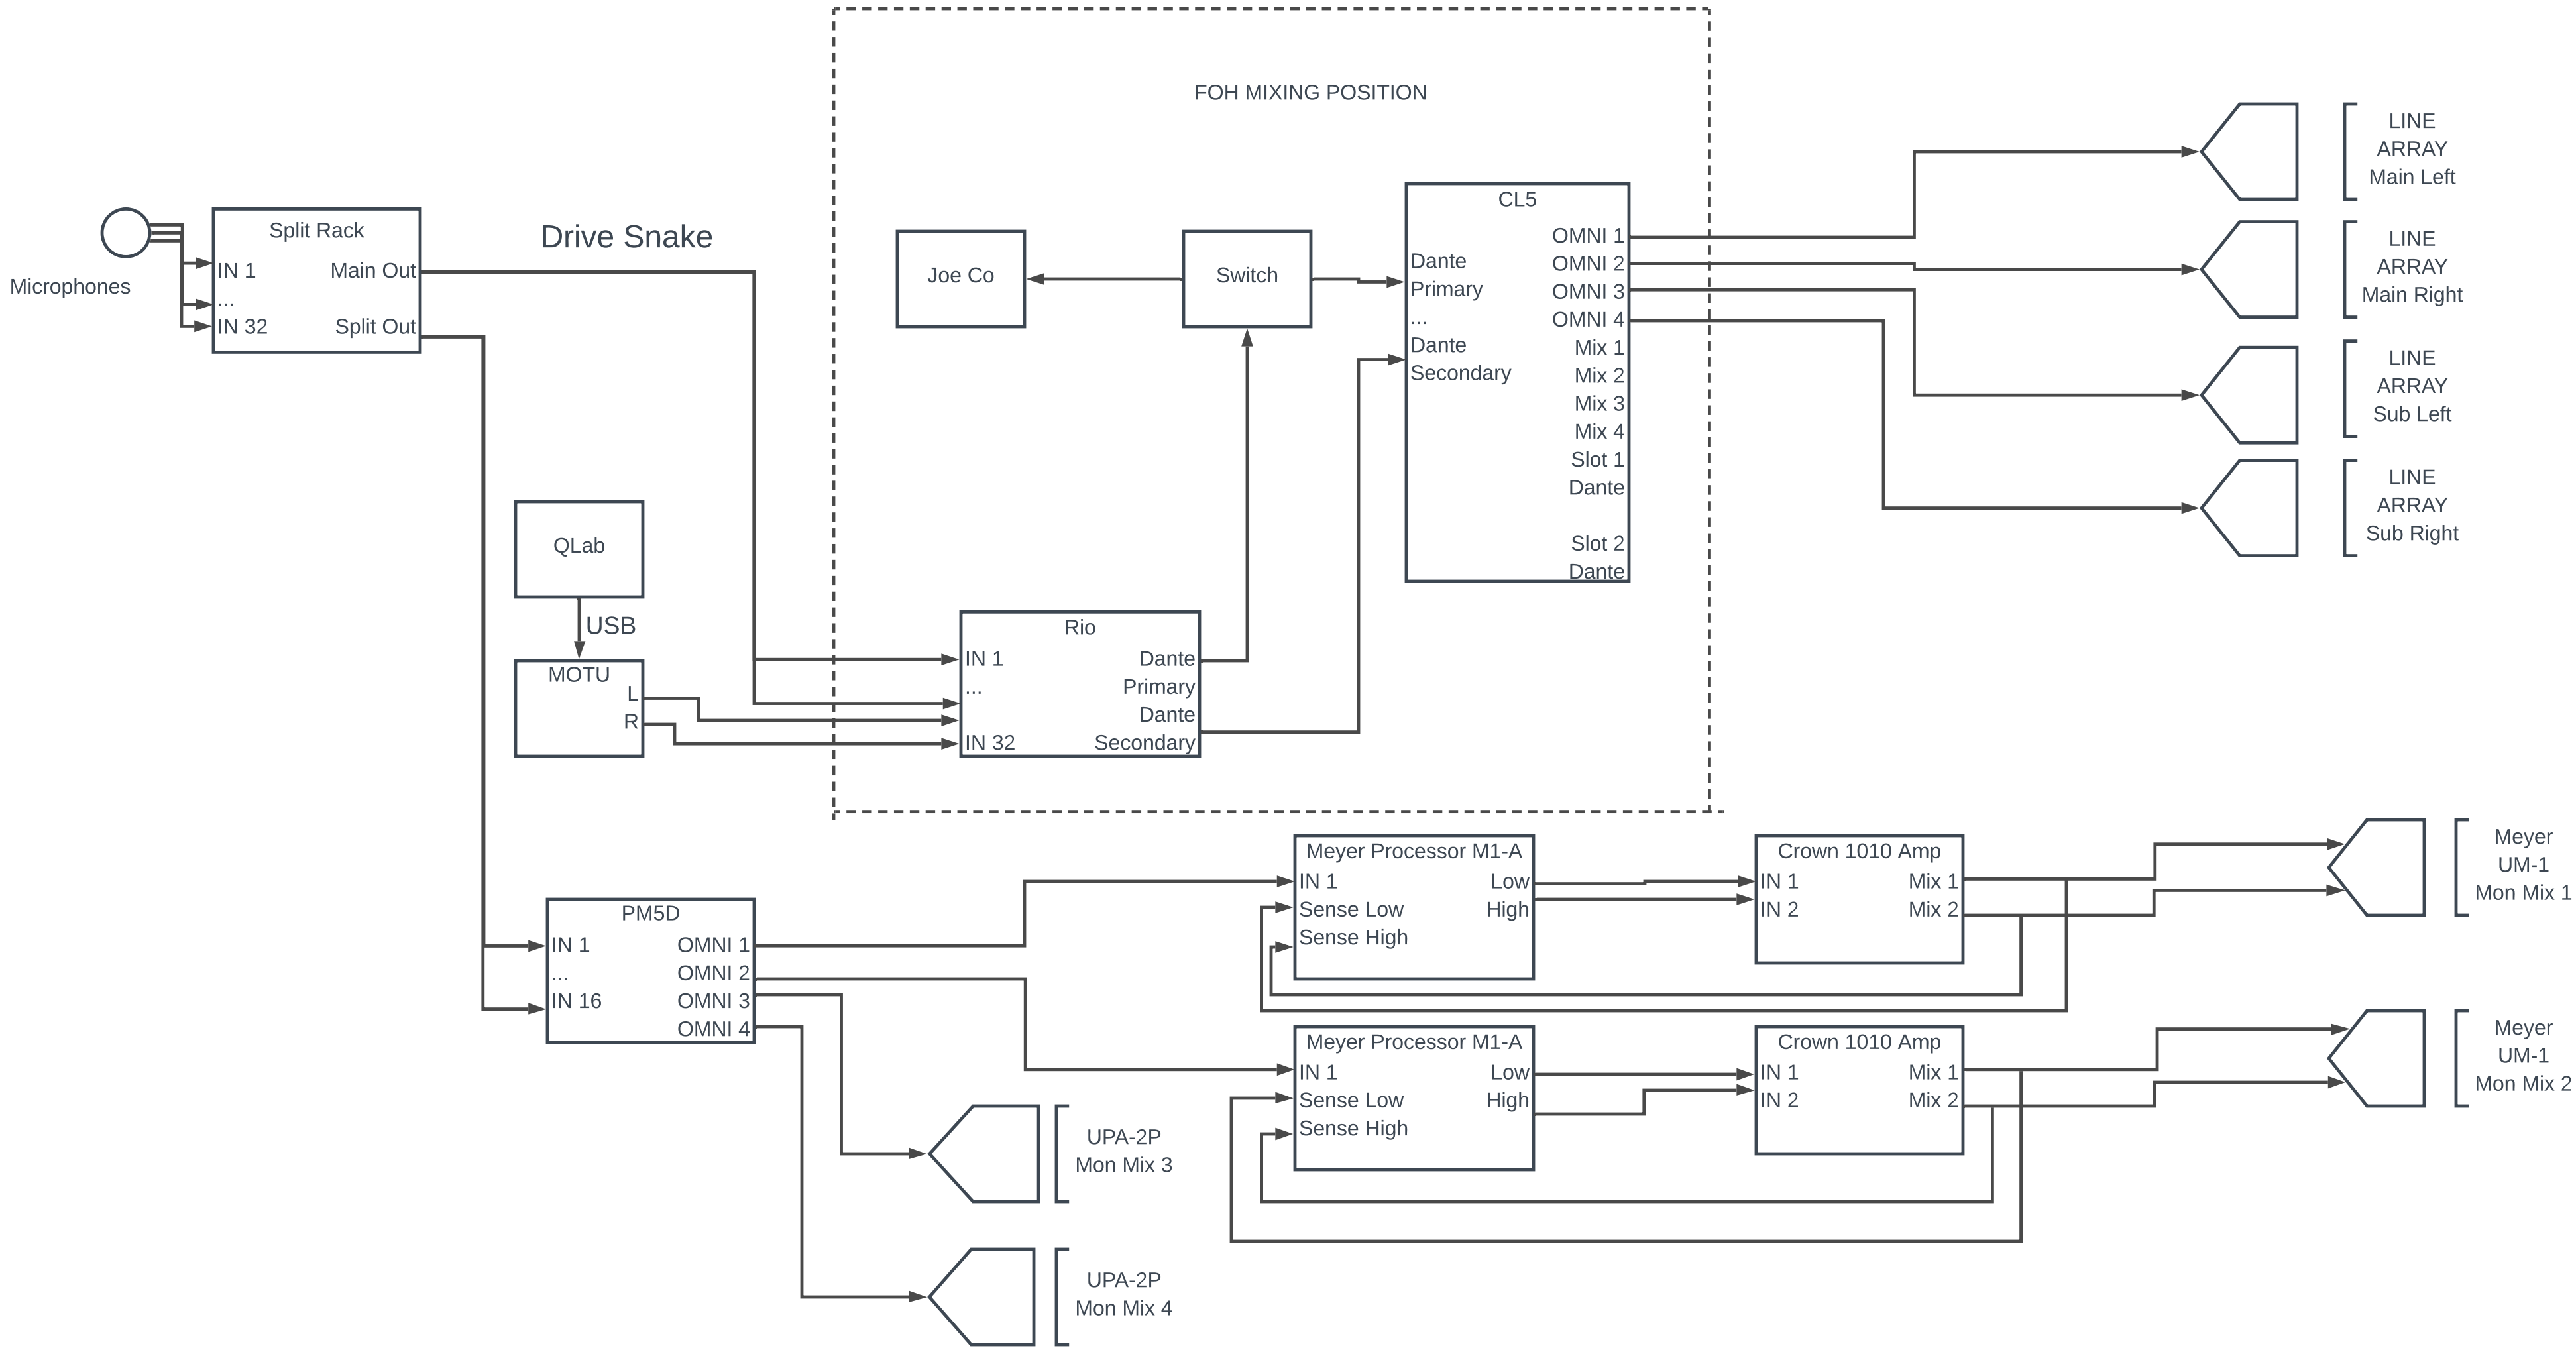 FOH MIXING POSITION
Microphones
Split Rack
IN 1
...
IN 32
Main Out
Split Out
Drive Snake
QLab
USB
MOTU
L
R
Joe Co
Switch
CL5
Dante
Primary
...
Dante
Secondary
OMNI 1
OMNI 2
OMNI 3
OMNI 4
Mix 1
Mix 2
Mix 3
Mix 4
Slot 1
Dante
Slot 2
Dante
Rio
IN 1
...
IN 32
Dante
Primary
Dante
Secondary
LINE
ARRAY
Main Left
LINE
ARRAY
Main Right
LINE
ARRAY
Sub Left
LINE
ARRAY
Sub Right
PM5D
IN 1
...
IN 16
OMNI 1
OMNI 2
OMNI 3
OMNI 4
Meyer Processor M1-A
IN 1
Sense Low
Sense High
Low
High
Crown 1010 Amp
IN 1
IN 2
Mix 1
Mix 2
Meyer
UM-1
Mon Mix 1
Meyer Processor M1-A
IN 1
Sense Low
Sense High
Low
High
Crown 1010 Amp
IN 1
IN 2
Mix 1
Mix 2
Meyer
UM-1
Mon Mix 2
UPA-2P
Mon Mix 3
UPA-2P
Mon Mix 4